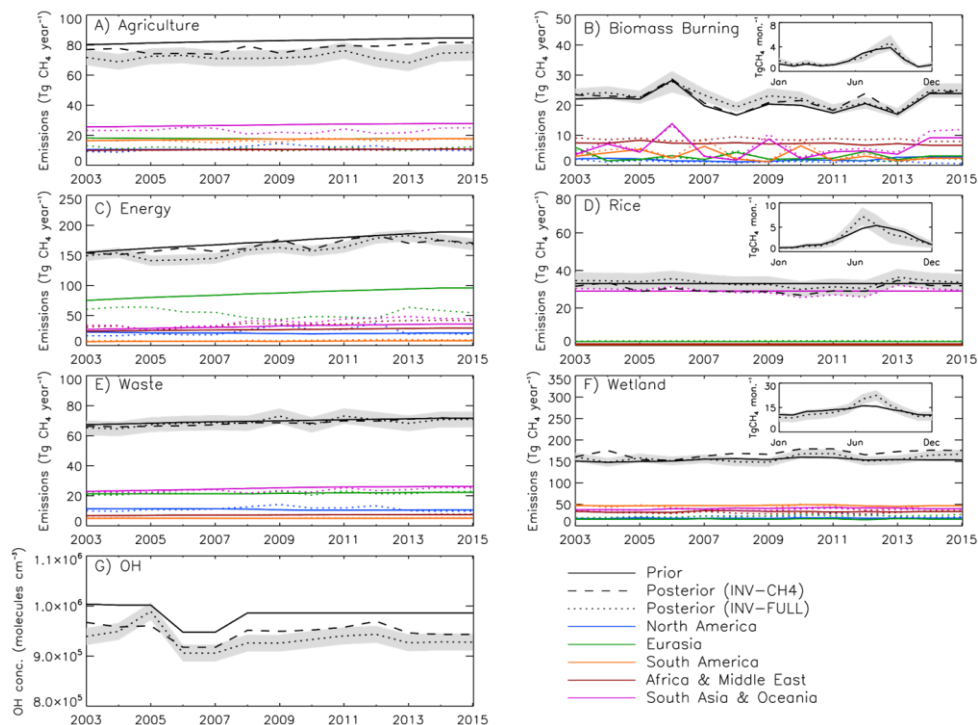 A) Agriculture
Emissions (Tg CH₄ year⁻¹)
100
80
60
40
20
0
2003 2005 2007 2009 2011 2013 2015
B) Biomass Burning
Emissions (Tg CH₄ year⁻¹)
50
40
30
20
10
0
2003 2005 2007 2009 2011 2013 2015
TgCH₄ mon.⁻¹
8
4
0
Jan Jun Dec
C) Energy
Emissions (Tg CH₄ year⁻¹)
250
200
150
100
50
0
2003 2005 2007 2009 2011 2013 2015
D) Rice
Emissions (Tg CH₄ year⁻¹)
80
60
40
20
0
2003 2005 2007 2009 2011 2013 2015
TgCH₄ mon.⁻¹
10
5
0
Jan Jun Dec
E) Waste
Emissions (Tg CH₄ year⁻¹)
100
80
60
40
20
0
2003 2005 2007 2009 2011 2013 2015
F) Wetland
Emissions (Tg CH₄ year⁻¹)
350
300
250
200
150
100
50
0
2003 2005 2007 2009 2011 2013 2015
TgCH₄ mon.⁻¹
30
15
0
Jan Jun Dec
G) OH
OH conc. (molecules cm⁻³)
1.1×10⁶
1.0×10⁶
9.0×10⁵
8.0×10⁵
2003 2005 2007 2009 2011 2013 2015
Prior
Posterior (INV−CH4)
Posterior (INV−FULL)
North America
Eurasia
South America
Africa & Middle East
South Asia & Oceania